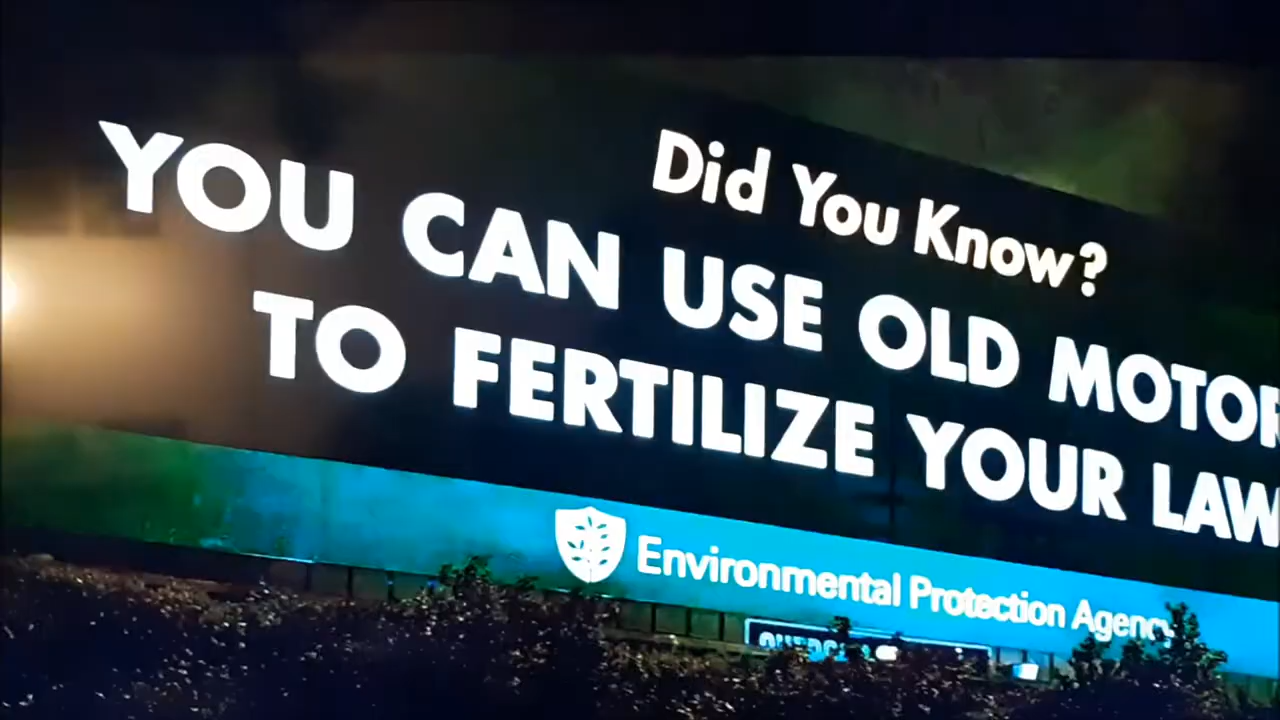 Did You Know?
YOU CAN USE OLD MOTOR
TO FERTILIZE YOUR LAW
Environmental Protection Agency